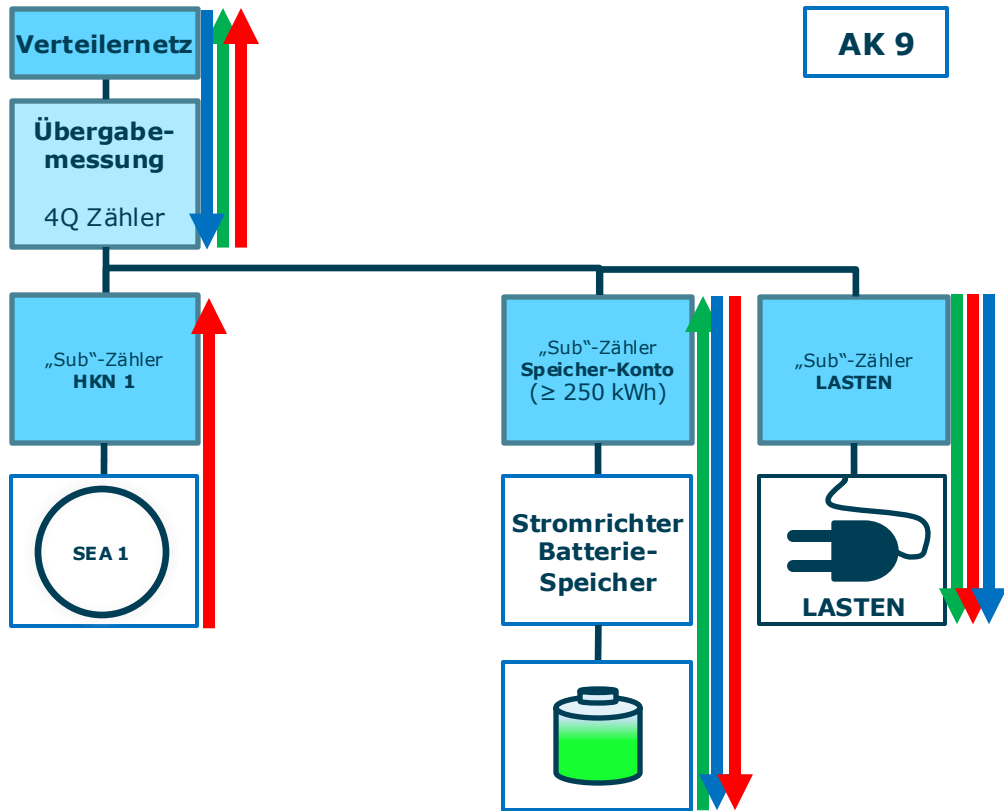 Verteilernetz
AK 9
Übergabe-
messung
4Q Zähler
„Sub“-Zähler
HKN 1
„Sub“-Zähler
Speicher-Konto
(≥ 250 kWh)
„Sub“-Zähler
LASTEN
SEA 1
Stromrichter
Batterie-
Speicher
LASTEN